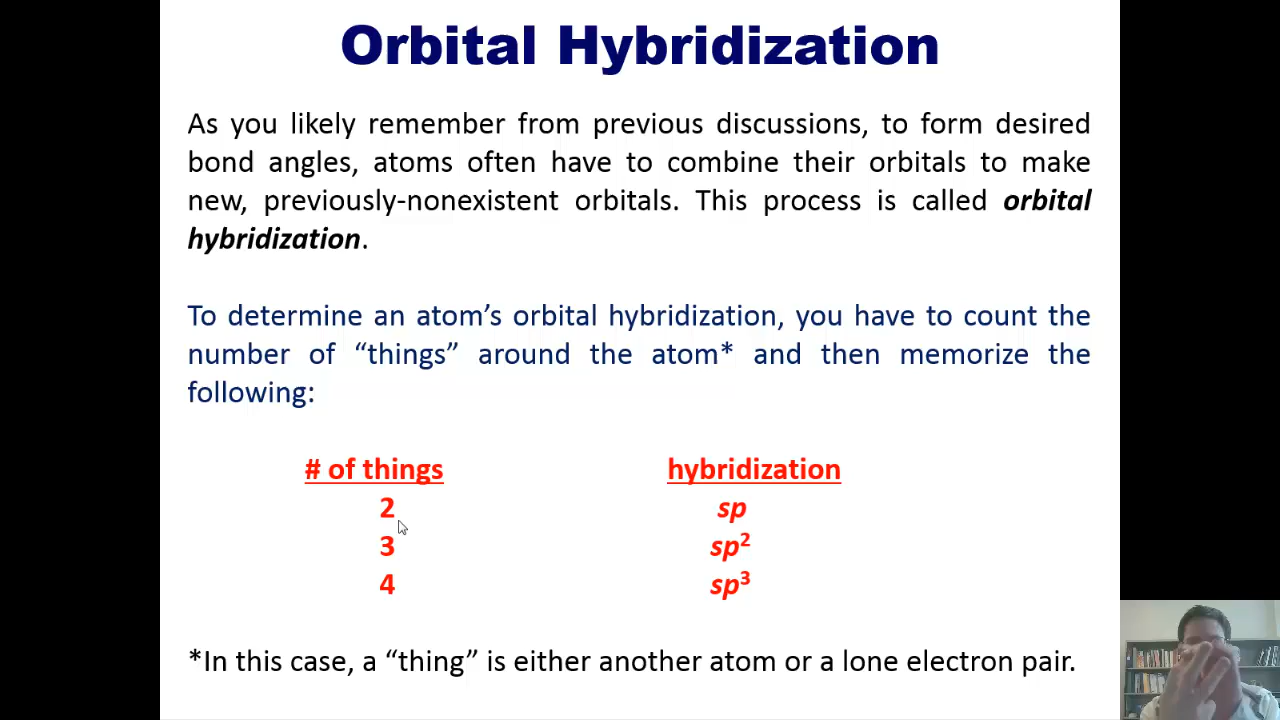 Orbital Hybridization
As you likely remember from previous discussions, to form desired
bond angles, atoms often have to combine their orbitals to make
new, previously-nonexistent orbitals. This process is called orbital
hybridization.
To determine an atom’s orbital hybridization, you have to count the
number of “things” around the atom* and then memorize the
following:
# of things hybridization
2 sp
3 sp²
4 sp³
*In this case, a “thing” is either another atom or a lone electron pair.